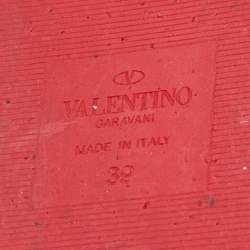 VALENTINO
GARAVANI
MADE IN ITALY
39